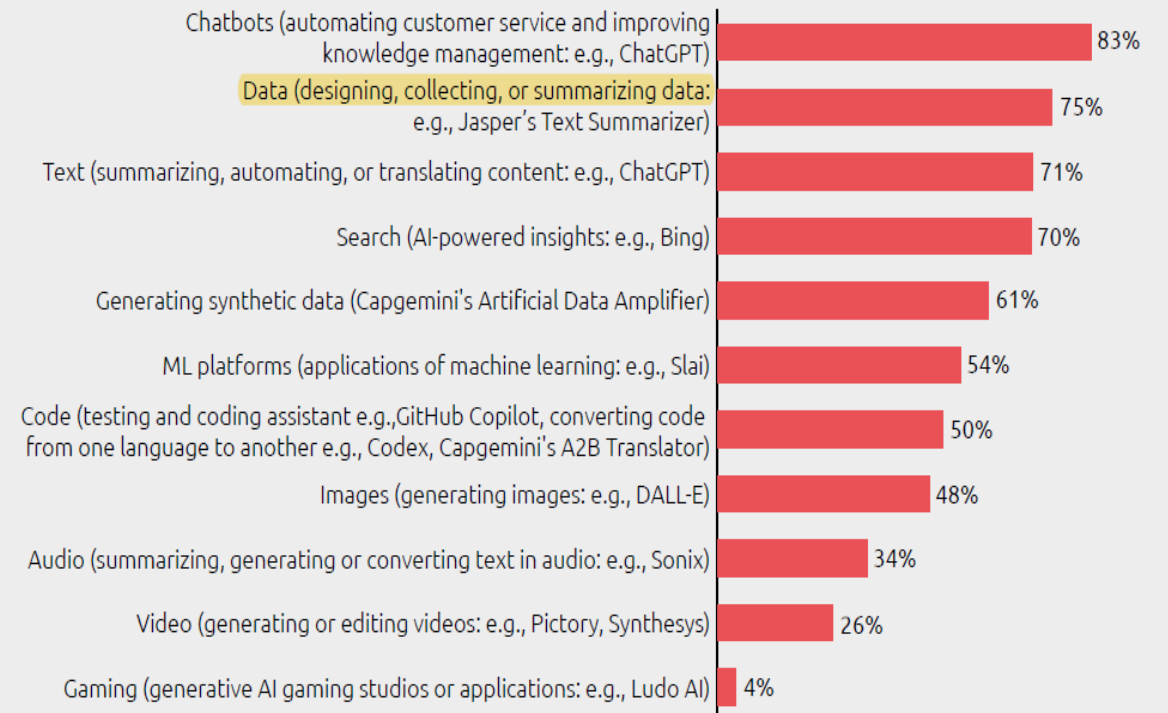 Chatbots (automating customer service and improving
knowledge management: e.g., ChatGPT)
83%
Data (designing, collecting, or summarizing data:
e.g., Jasper’s Text Summarizer)
75%
Text (summarizing, automating, or translating content: e.g., ChatGPT)
71%
Search (AI-powered insights: e.g., Bing)
70%
Generating synthetic data (Capgemini's Artificial Data Amplifier)
61%
ML platforms (applications of machine learning: e.g., Slai)
54%
Code (testing and coding assistant e.g.,GitHub Copilot, converting code
from one language to another e.g., Codex, Capgemini's A2B Translator)
50%
Images (generating images: e.g., DALL-E)
48%
Audio (summarizing, generating or converting text in audio: e.g., Sonix)
34%
Video (generating or editing videos: e.g., Pictory, Synthesys)
26%
Gaming (generative AI gaming studios or applications: e.g., Ludo AI)
4%